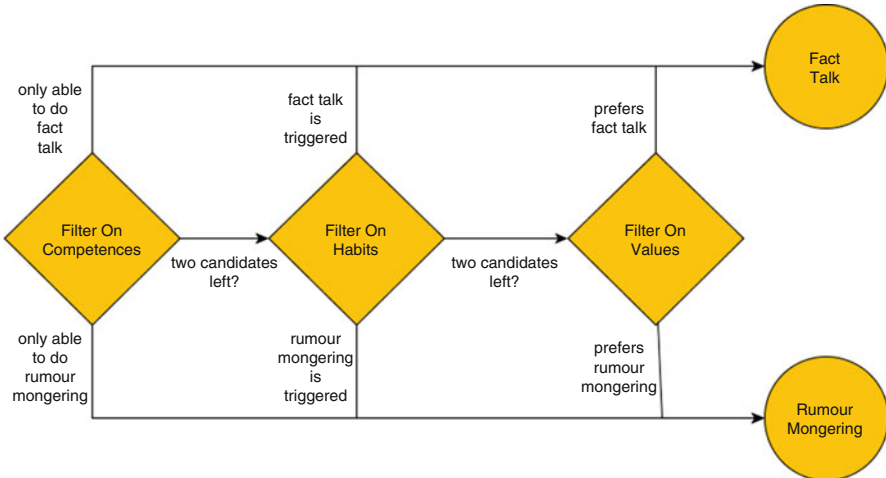 Fact
Talk
only able
to do
fact
talk
fact talk
is
triggered
prefers
fact talk
Filter On
Competences
two candidates
left?
Filter On
Habits
two candidates
left?
Filter On
Values
only able
to do
rumour
mongering
rumour
mongering
is
triggered
prefers
rumour
mongering
Rumour
Mongering